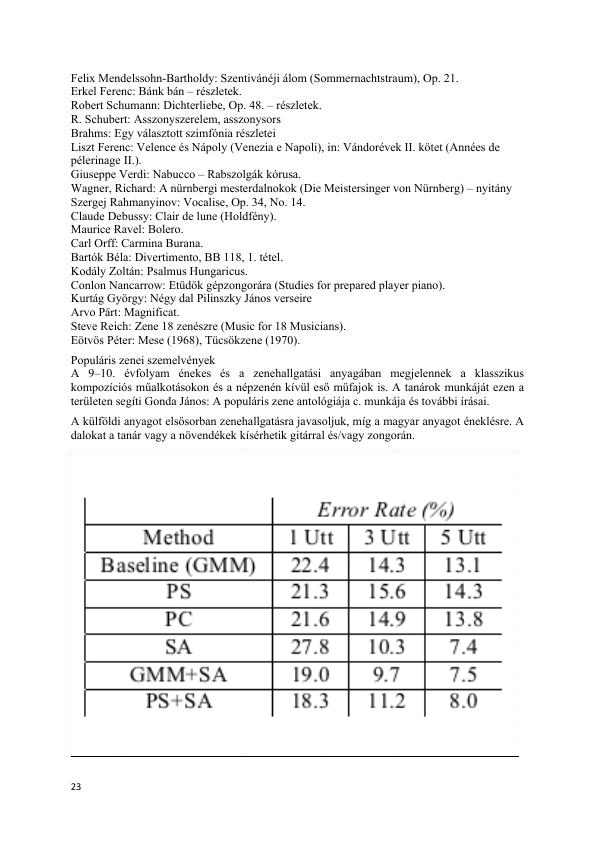 Felix Mendelssohn-Bartholdy: Szentivánéji álom (Sommernachtstraum), Op. 21.
Erkel Ferenc: Bánk bán – részletek.
Robert Schumann: Dichterliebe, Op. 48. – részletek.
R. Schubert: Asszonyszerelem, asszonysors
Brahms: Egy választott szimfónia részletei
Liszt Ferenc: Velence és Nápoly (Venezia e Napoli), in: Vándorévek II. kötet (Années de
pélerinage II.).
Giuseppe Verdi: Nabucco – Rabszolgák kórusa.
Wagner, Richard: A nürnbergi mesterdalnokok (Die Meistersinger von Nürnberg) – nyitány
Szergej Rahmanyinov: Vocalise, Op. 34, No. 14.
Claude Debussy: Clair de lune (Holdfény).
Maurice Ravel: Bolero.
Carl Orff: Carmina Burana.
Bartók Béla: Divertimento, BB 118, 1. tétel.
Kodály Zoltán: Psalmus Hungaricus.
Conlon Nancarrow: Etűdök gépzongorára (Studies for prepared player piano).
Kurtág György: Négy dal Pilinszky János verseire
Arvo Pärt: Magnificat.
Steve Reich: Zene 18 zenészre (Music for 18 Musicians).
Eötvös Péter: Mese (1968), Tücsökzene (1970).
Populáris zenei szemelvények
A 9–10. évfolyam énekes és a zenehallgatási anyagában megjelennek a klasszikus
kompozíciós műalkotásokon és a népzenén kívül eső műfajok is. A tanárok munkáját ezen a
területen segíti Gonda János: A populáris zene antológiája c. munkája és további írásai.
A külföldi anyagot elsősorban zenehallgatásra javasoljuk, míg a magyar anyagot éneklésre. A
dalokat a tanár vagy a növendékek kísérhetik gitárral és/vagy zongorán.
Error Rate (%)
Method 1 Utt 3 Utt 5 Utt
Baseline (GMM) 22.4 14.3 13.1
PS 21.3 15.6 14.3
PC 21.6 14.9 13.8
SA 27.8 10.3 7.4
GMM+SA 19.0 9.7 7.5
PS+SA 18.3 11.2 8.0
23